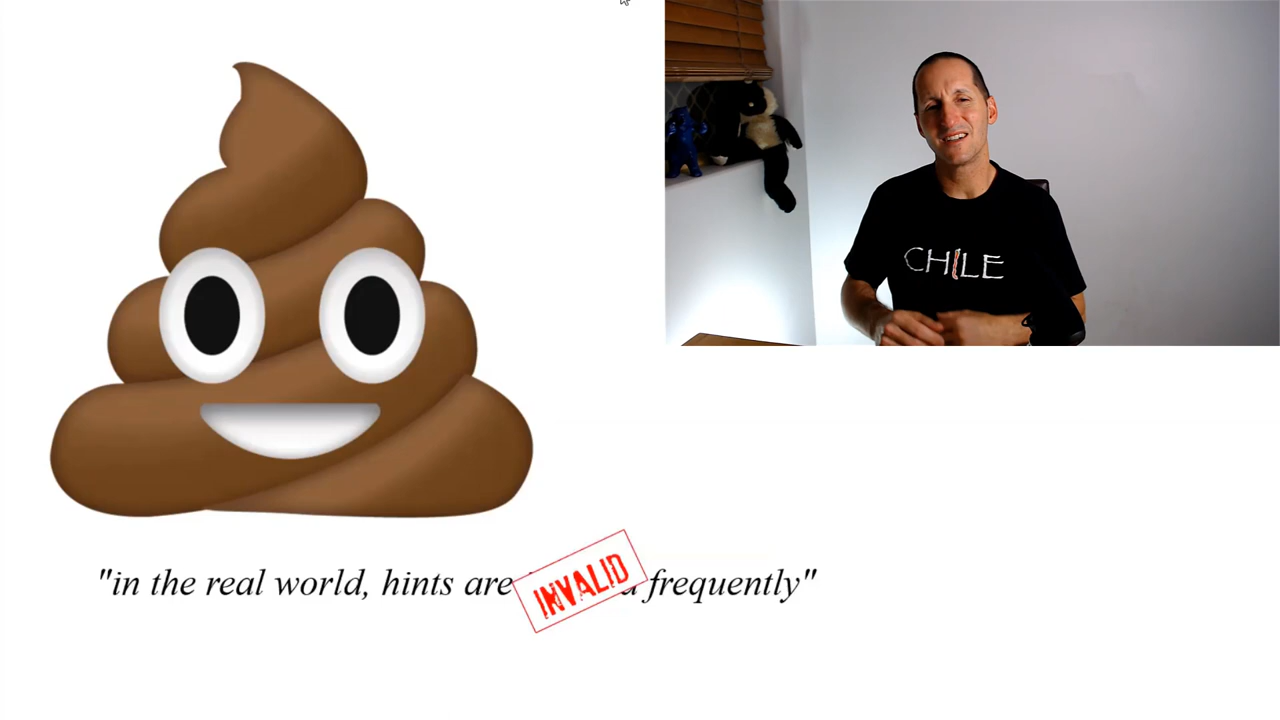 CHILE
"in the real world, hints are frequently"
INVALID